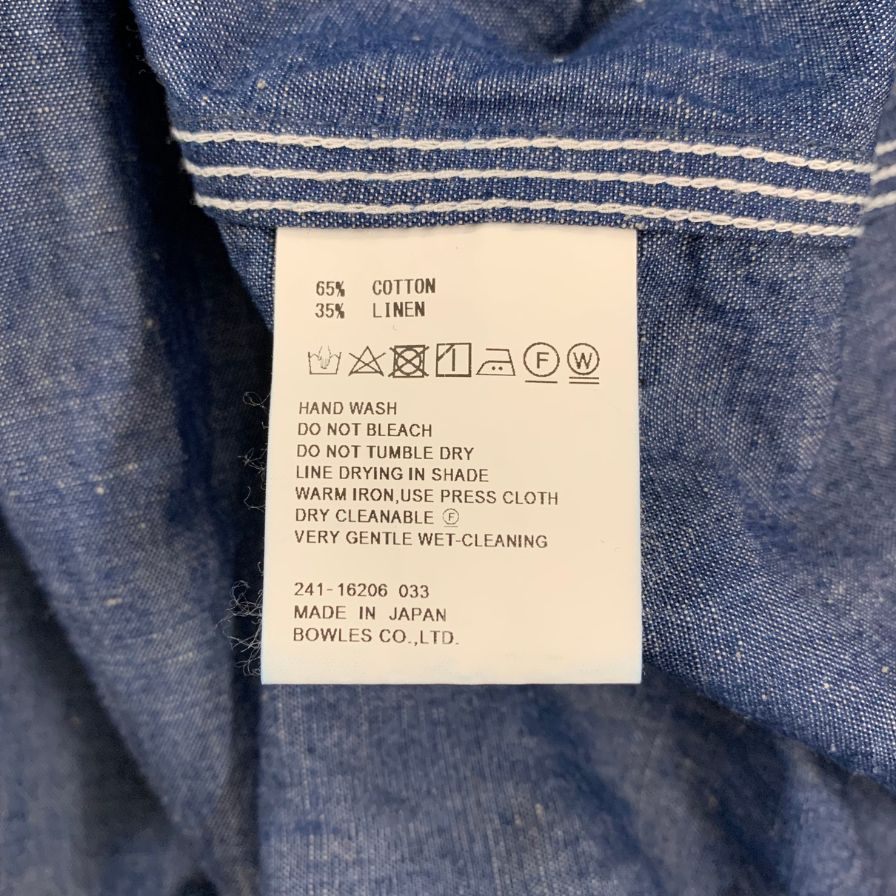 65% COTTON
35% LINEN
F W
HAND WASH
DO NOT BLEACH
DO NOT TUMBLE DRY
LINE DRYING IN SHADE
WARM IRON,USE PRESS CLOTH
DRY CLEANABLE Ⓕ
VERY GENTLE WET-CLEANING
241-16206 033
MADE IN JAPAN
BOWLES CO.,LTD.